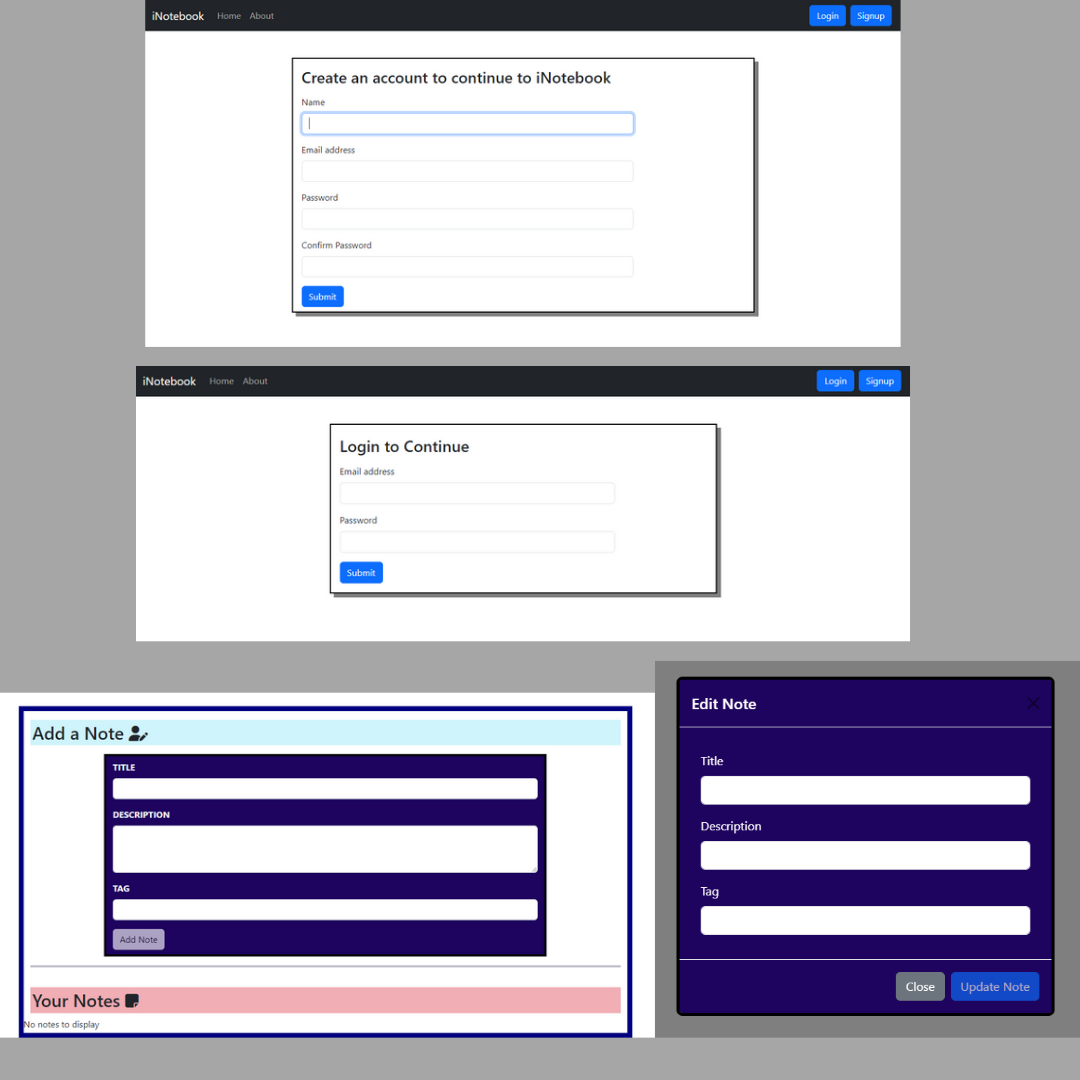 iNotebook Home About Login Signup
Create an account to continue to iNotebook
Name
Email address
Password
Confirm Password
Submit
iNotebook Home About Login Signup
Login to Continue
Email address
Password
Submit
Add a Note
TITLE
DESCRIPTION
TAG
Add Note
Your Notes
No notes to display
Edit Note
Title
Description
Tag
Close Update Note